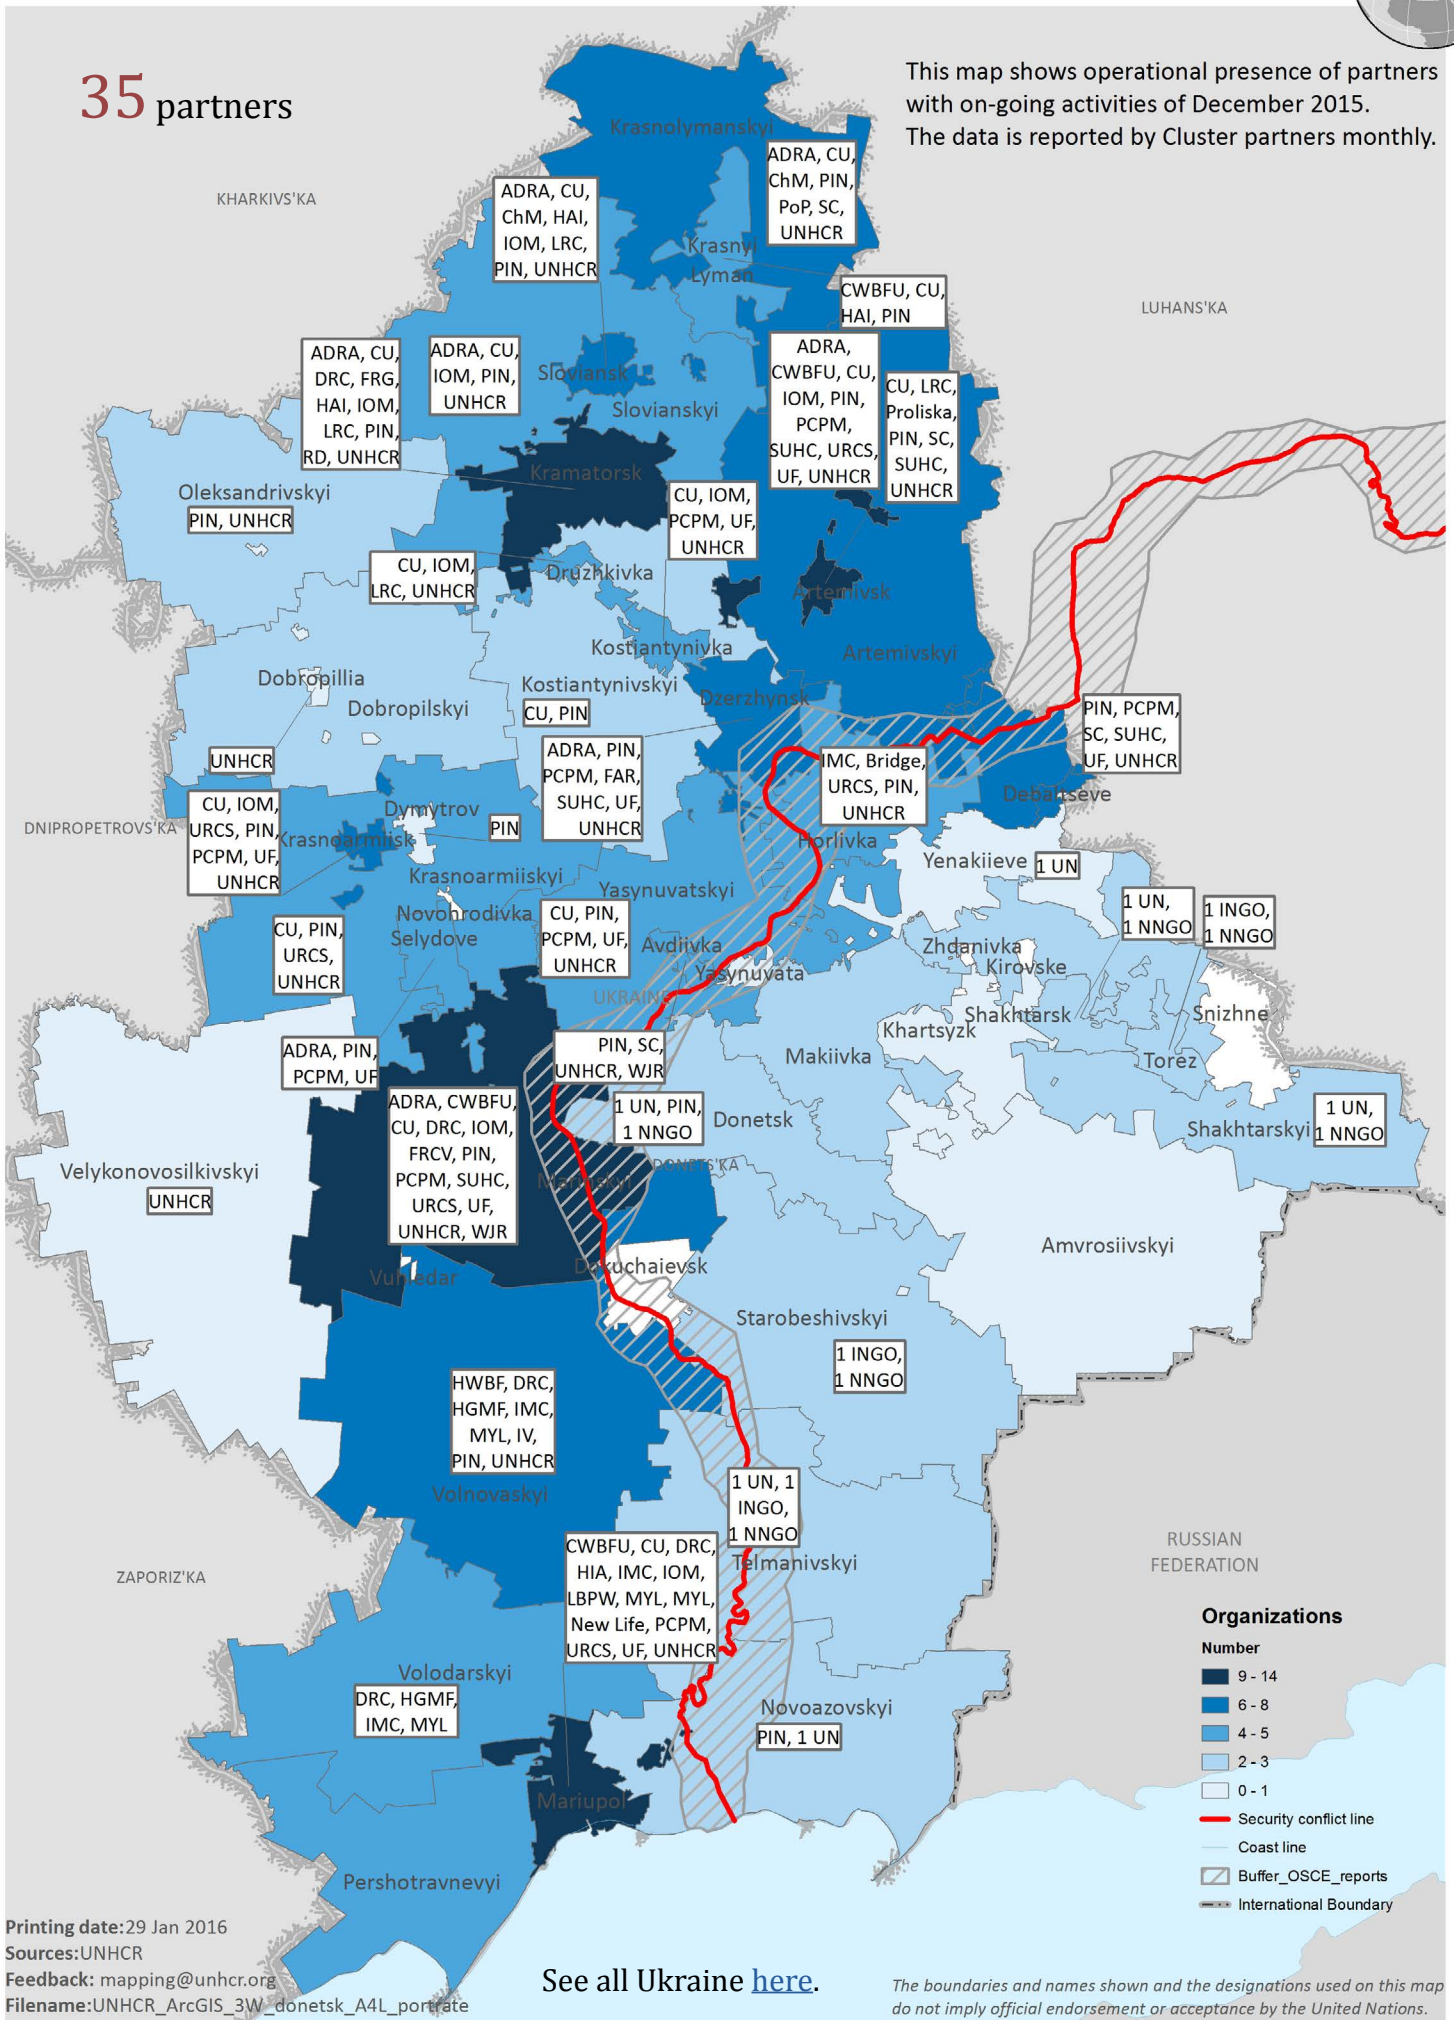 35 partners
This map shows operational presence of partners
with on-going activities of December 2015.
The data is reported by Cluster partners monthly.
KHARKIVS'KA
LUHANS'KA
DNIPROPETROVS'KA
ZAPORIZ'KA
RUSSIAN
FEDERATION
UKRAINE
DONETS'KA
Krasnolymanskyi
ADRA, CU,
ChM, PIN,
PoP, SC,
UNHCR
ADRA, CU,
ChM, HAI,
IOM, LRC,
PIN, UNHCR
Krasnyi
Lyman
CWBFU, CU,
HAI, PIN
ADRA, CU,
DRC, FRG,
HAI, IOM,
LRC, PIN,
RD, UNHCR
ADRA, CU,
IOM, PIN,
UNHCR
Sloviansk
Slovianskyi
ADRA,
CWBFU, CU,
IOM, PIN,
PCPM,
SUHC, URCS,
UF, UNHCR
CU, LRC,
Proliska,
PIN, SC,
SUHC,
UNHCR
Kramatorsk
Oleksandrivskyi
PIN, UNHCR
CU, IOM,
PCPM, UF,
UNHCR
CU, IOM,
LRC, UNHCR
Druzhkivka
Artemivsk
Kostiantynivka
Artemivskyi
Dobropillia
Dobropilskyi
Kostiantynivskyi
CU, PIN
Dzerzhynsk
UNHCR
ADRA, PIN,
PCPM, FAR,
SUHC, UF,
UNHCR
IMC, Bridge,
URCS, PIN,
UNHCR
PIN, PCPM,
SC, SUHC,
UF, UNHCR
Debaltseve
CU, IOM,
URCS, PIN,
PCPM, UF,
UNHCR
Dymytrov
Krasnoarmiisk
PIN
Horlivka
Yenakiieve
1 UN
Krasnoarmiiskyi
Yasynuvatskyi
Novohrodivka
Selydove
CU, PIN,
PCPM, UF,
UNHCR
Avdiivka
Yasynuvata
CU, PIN,
URCS,
UNHCR
1 UN,
1 NNGO
1 INGO,
1 NNGO
Zhdanivka
Kirovske
Shakhtarsk
Khartsyzk
Snizhne
Torez
Makiivka
ADRA, PIN,
PCPM, UF
PIN, SC,
UNHCR, WJR
ADRA, CWBFU,
CU, DRC, IOM,
FRCV, PIN,
PCPM, SUHC,
URCS, UF,
UNHCR, WJR
1 UN, PIN,
1 NNGO
Donetsk
Shakhtarskyi
1 UN,
1 NNGO
Velykonovosilkivskyi
UNHCR
Marinskyi
Amvrosiivskyi
Vuhledar
Dokuchaievsk
Starobeshivskyi
1 INGO,
1 NNGO
HWBF, DRC,
HGMF, IMC,
MYL, IV,
PIN, UNHCR
Volnovaskyi
1 UN, 1
INGO,
1 NNGO
Telmanivskyi
CWBFU, CU, DRC,
HIA, IMC, IOM,
LBPW, MYL, MYL,
New Life, PCPM,
URCS, UF, UNHCR
Volodarskyi
DRC, HGMF,
IMC, MYL
Novoazovskyi
PIN, 1 UN
Mariupol
Pershotravnevyi
Organizations
Number
9 - 14
6 - 8
4 - 5
2 - 3
0 - 1
Security conflict line
Coast line
Buffer_OSCE_reports
International Boundary
Printing date:29 Jan 2016
Sources:UNHCR
Feedback: mapping@unhcr.org
Filename:UNHCR_ArcGIS_3W_donetsk_A4L_portrate
See all Ukraine here.
The boundaries and names shown and the designations used on this map
do not imply official endorsement or acceptance by the United Nations.